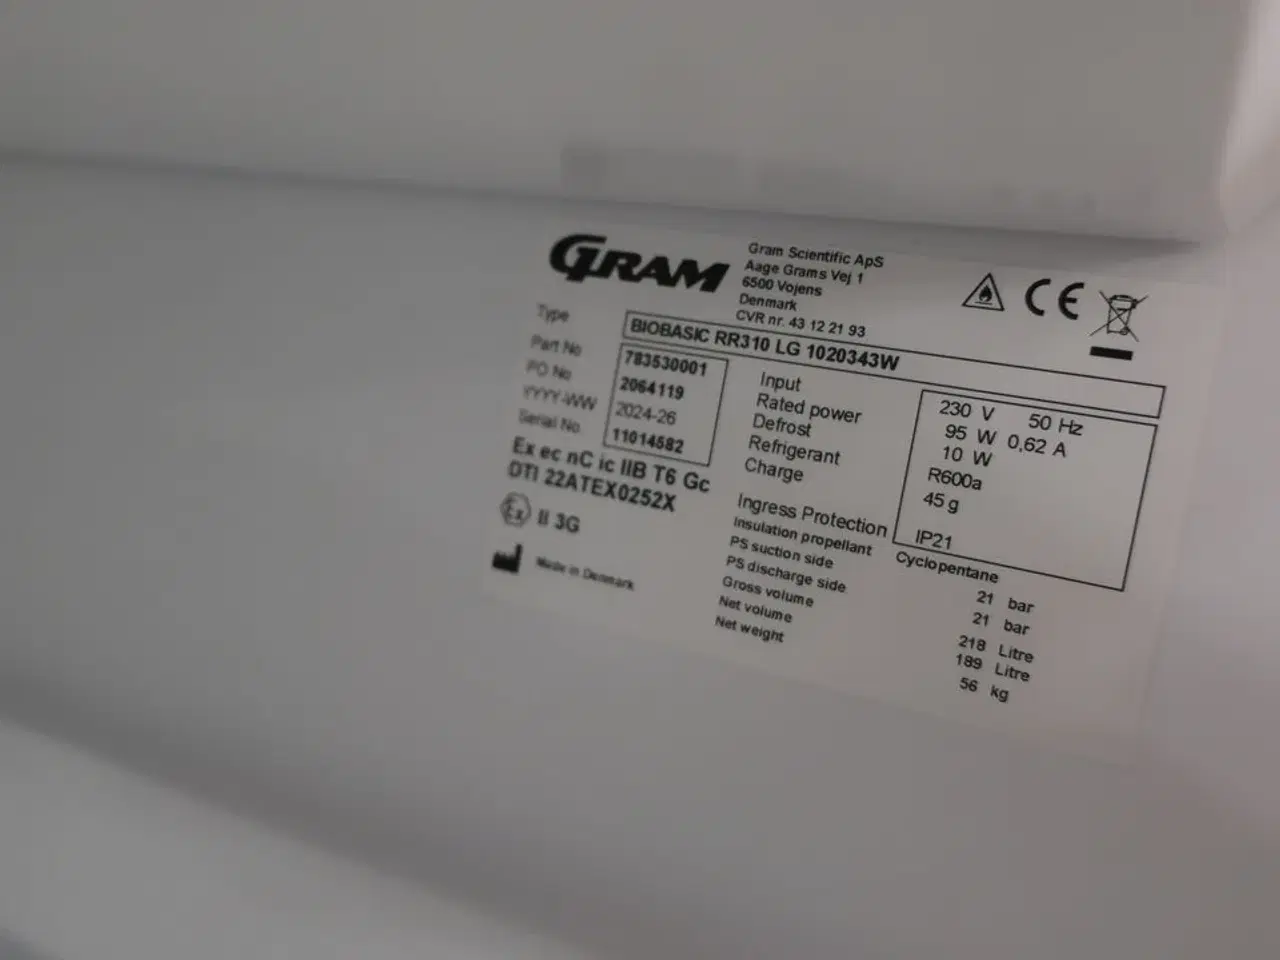 GRAM
Gram Scientific ApS
Aage Grams Vej 1
6500 Vojens
Denmark
CVR nr. 43 12 21 93
CE
Type BIOBASIC RR310 LG 1020343W
Part No 783530001
PO No 2064119
YYYY-WW 2024-26
Serial No. 11014582
Ex ec nC ic IIB T6 Gc
DTI 22ATEX0252X
Ex II 3G
Made in Denmark
Input 230 V 50 Hz
Rated power 95 W 0,62 A
Defrost 10 W
Refrigerant R600a
Charge 45 g
Ingress Protection IP21
Insulation propellant Cyclopentane
PS suction side 21 bar
PS discharge side 21 bar
Gross volume 218 Litre
Net volume 189 Litre
Net weight 56 kg